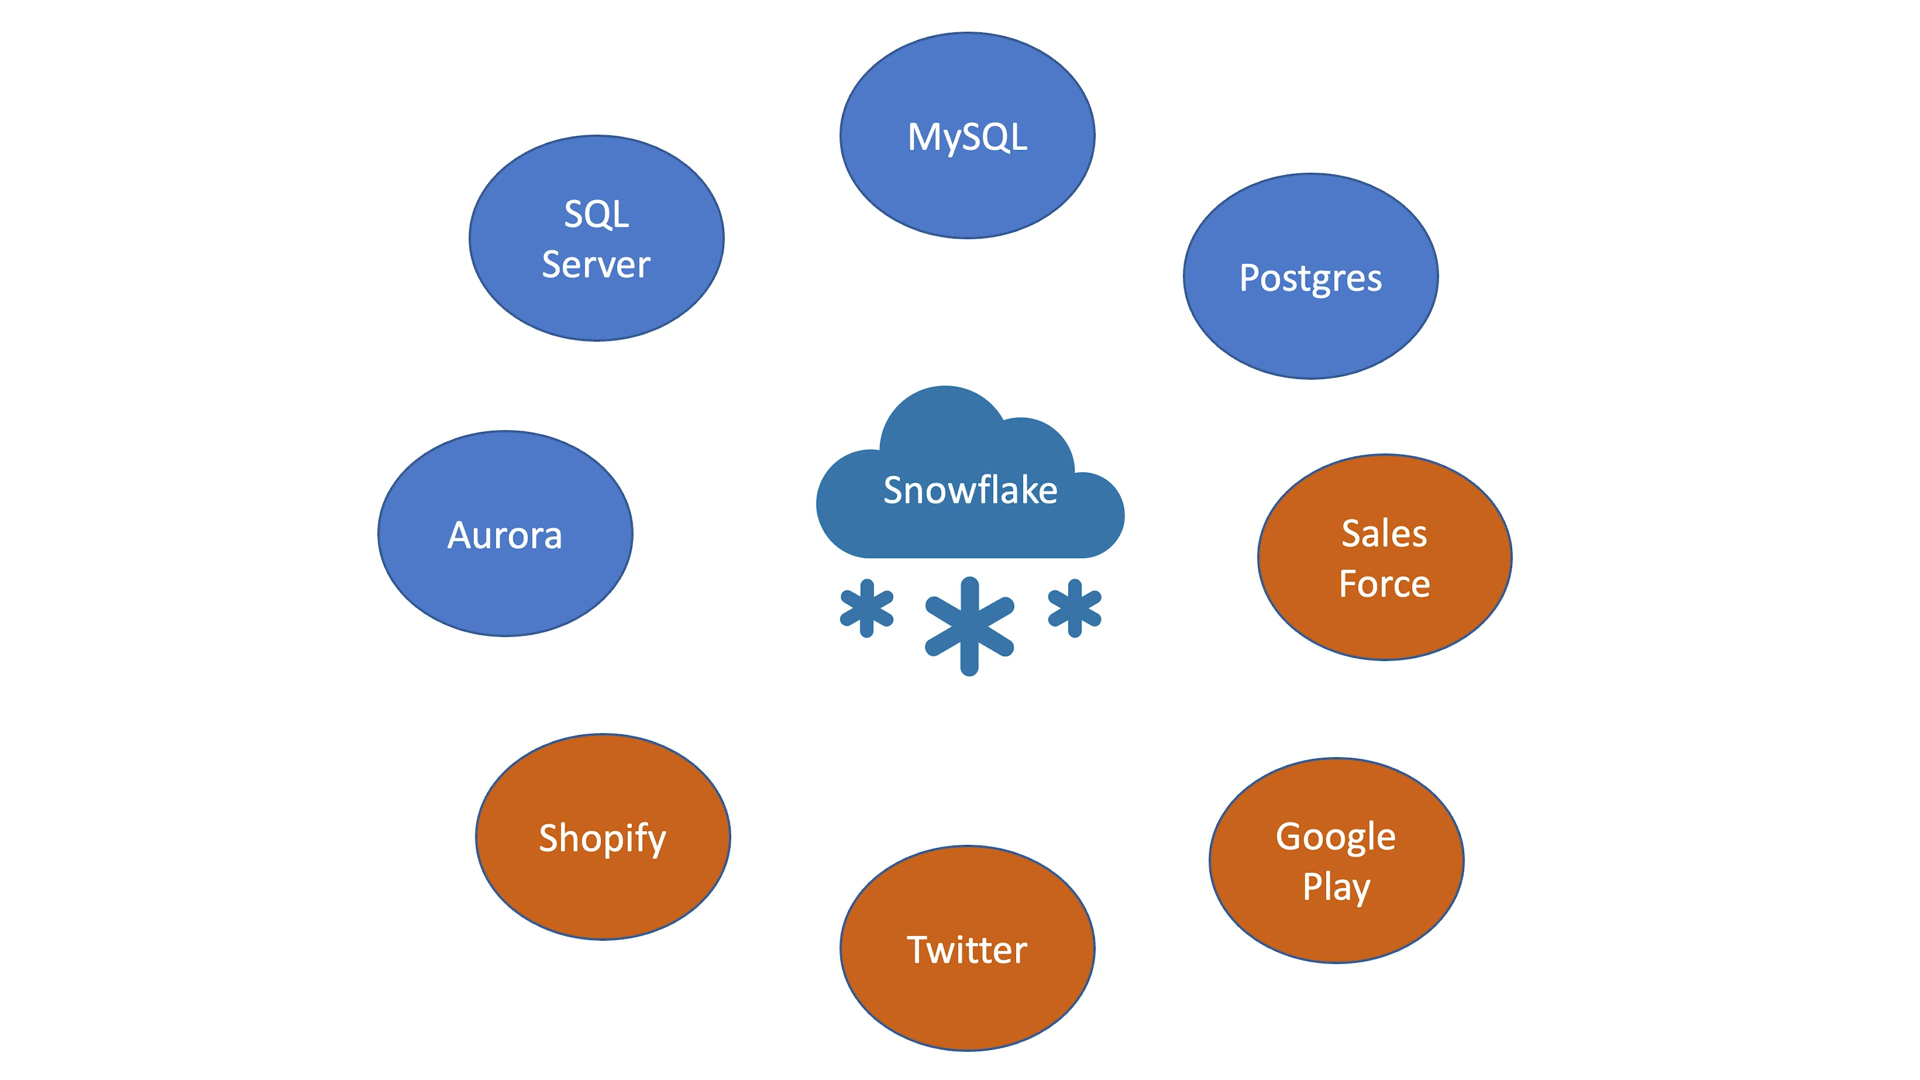 MySQL
SQL
Server
Postgres
Snowflake
Aurora
Sales
Force
Shopify
Google
Play
Twitter